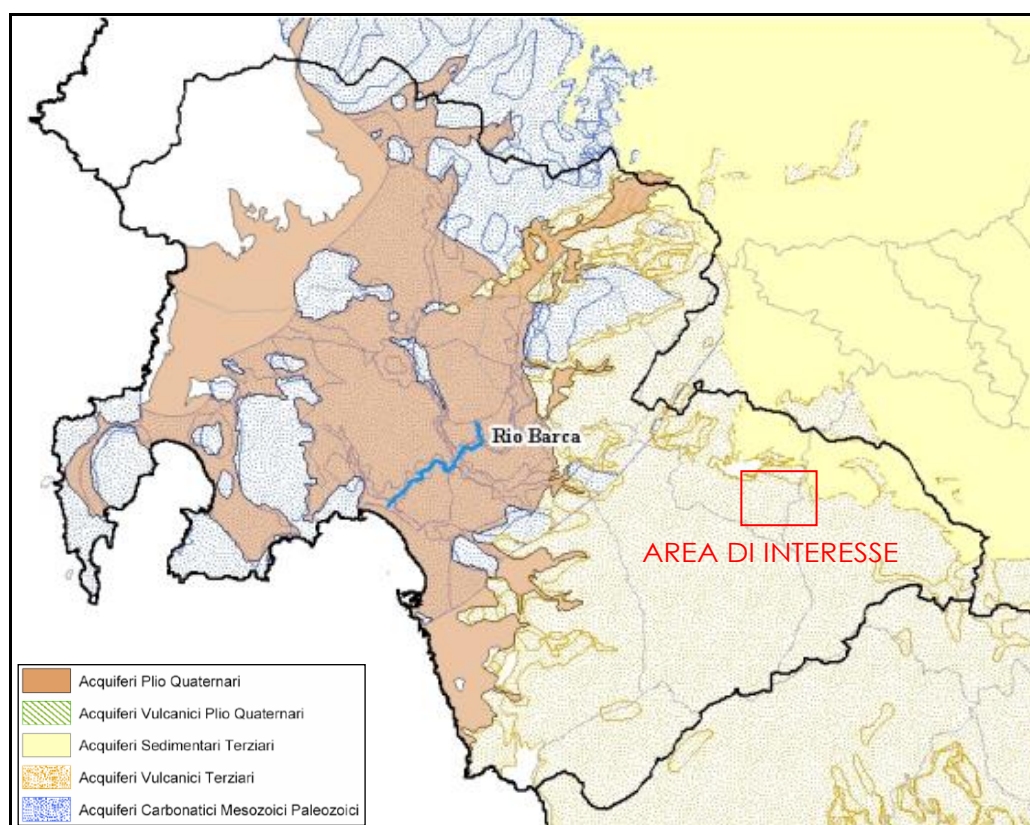 Rio Barca
AREA DI INTERESSE
Acquiferi Plio Quaternari
Acquiferi Vulcanici Plio Quaternari
Acquiferi Sedimentari Terziari
Acquiferi Vulcanici Terziari
Acquiferi Carbonatici Mesozoici Paleozoici